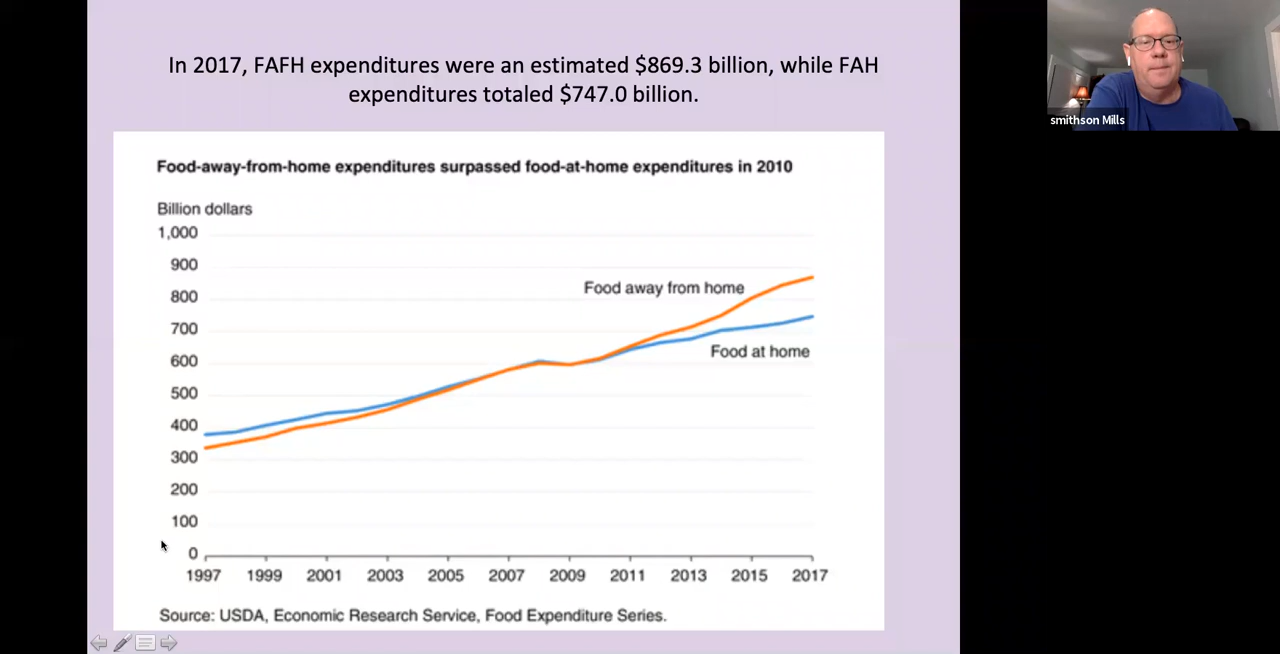 In 2017, FAFH expenditures were an estimated $869.3 billion, while FAH
expenditures totaled $747.0 billion.
smithson Mills
Food-away-from-home expenditures surpassed food-at-home expenditures in 2010
Billion dollars
1,000
900
Food away from home
800
700
Food at home
600
500
400
300
200
100
0
1997 1999 2001 2003 2005 2007 2009 2011 2013 2015 2017
Source: USDA, Economic Research Service, Food Expenditure Series.